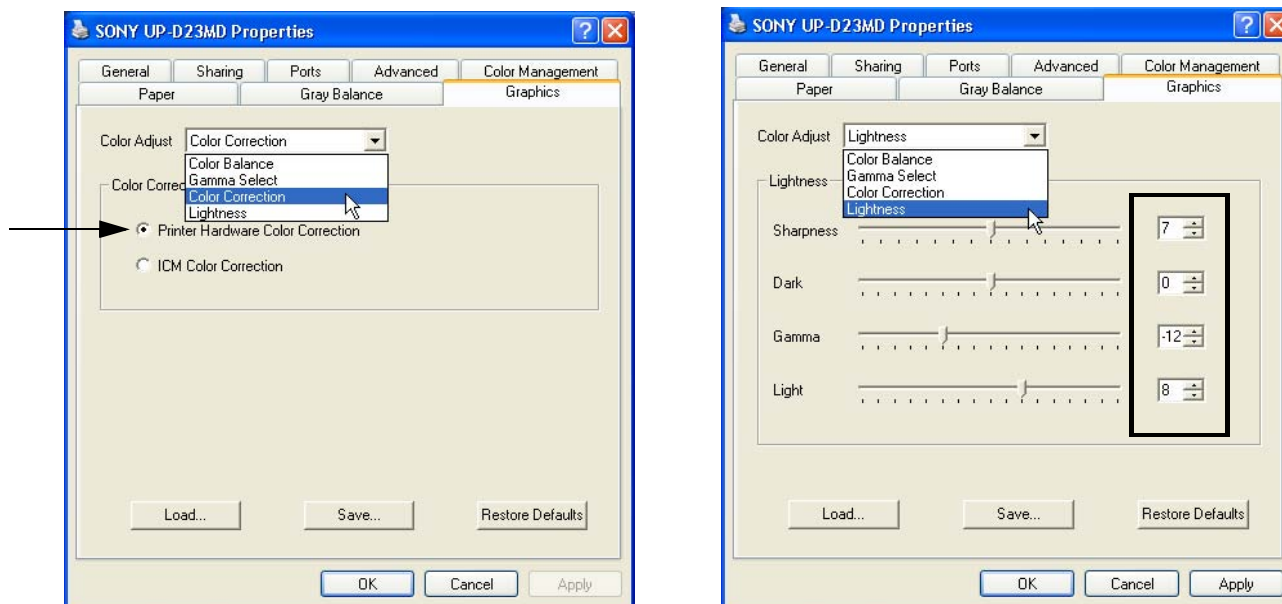 SONY UP-D23MD Properties
General Sharing Ports Advanced Color Management
Paper Gray Balance Graphics
Color Adjust Color Correction
Color Balance
Gamma Select
Color Correction
Lightness
Color Correc
Printer Hardware Color Correction
ICM Color Correction
Load... Save... Restore Defaults
OK Cancel Apply
SONY UP-D23MD Properties
General Sharing Ports Advanced Color Management
Paper Gray Balance Graphics
Color Adjust Lightness
Color Balance
Gamma Select
Color Correction
Lightness
Lightness
Sharpness 7
Dark 0
Gamma -12
Light 8
Load... Save... Restore Defaults
OK Cancel Apply